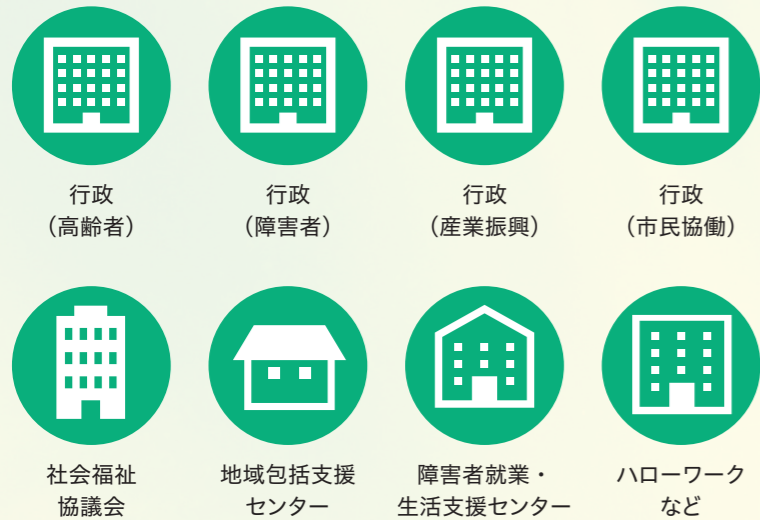 行政
（高齢者）
行政
（障害者）
行政
（産業振興）
行政
（市民協働）
社会福祉
協議会
地域包括支援
センター
障害者就業・
生活支援センター
ハローワーク
など